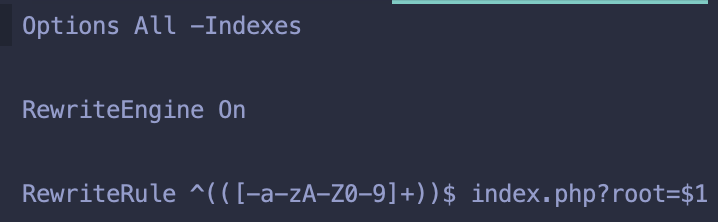 Options All -Indexes
RewriteEngine On
RewriteRule ^(([-a-zA-Z0-9]+))$ index.php?root=$1